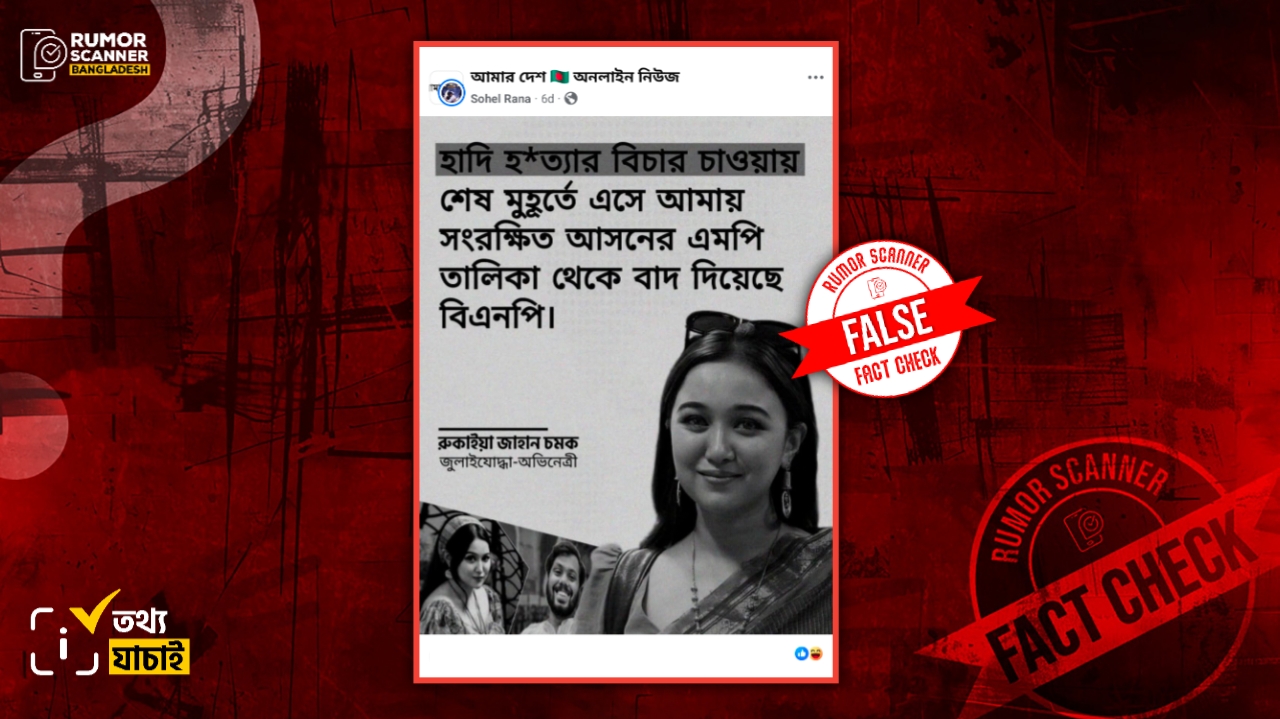 RUMOR
SCANNER
BANGLADESH
আমার দেশ 🇧🇩 অনলাইন নিউজ
Sohel Rana · 6d ·
হাদি হ*ত্যার বিচার চাওয়ায়
শেষ মুহূর্তে এসে আমায়
সংরক্ষিত আসনের এমপি
তালিকা থেকে বাদ দিয়েছে
বিএনপি।
রুকাইয়া জাহান চমক
জুলাইযোদ্ধা-অভিনেত্রী
RUMOR SCANNER
FALSE
FACT CHECK
RUMOR SCANNER
FACT CHECK
তথ্য
যাচাই